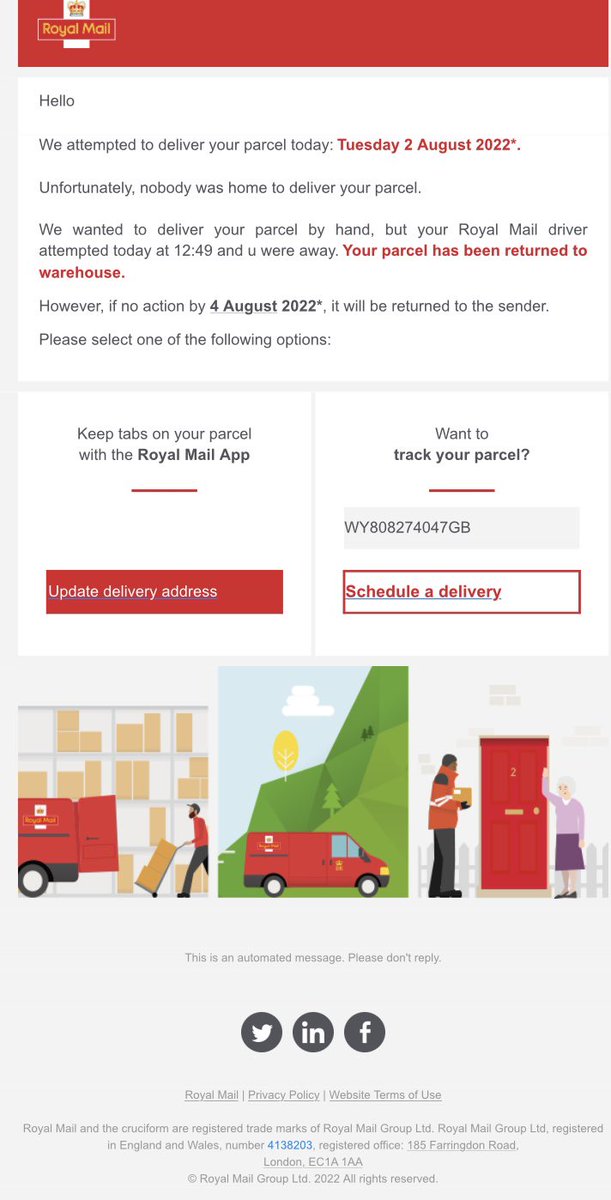 Royal Mail
Hello
We attempted to deliver your parcel today: Tuesday 2 August 2022*.
Unfortunately, nobody was home to deliver your parcel.
We wanted to deliver your parcel by hand, but your Royal Mail driver
attempted today at 12:49 and u were away. Your parcel has been returned to
warehouse.
However, if no action by 4 August 2022*, it will be returned to the sender.
Please select one of the following options:
Keep tabs on your parcel
with the Royal Mail App
Update delivery address
Want to
track your parcel?
WY808274047GB
Schedule a delivery
Royal Mail
Royal Mail
2
This is an automated message. Please don't reply.
Royal Mail | Privacy Policy | Website Terms of Use
Royal Mail and the cruciform are registered trade marks of Royal Mail Group Ltd. Royal Mail Group Ltd, registered
in England and Wales, number 4138203, registered office: 185 Farringdon Road,
London, EC1A 1AA
© Royal Mail Group Ltd. 2022 All rights reserved.